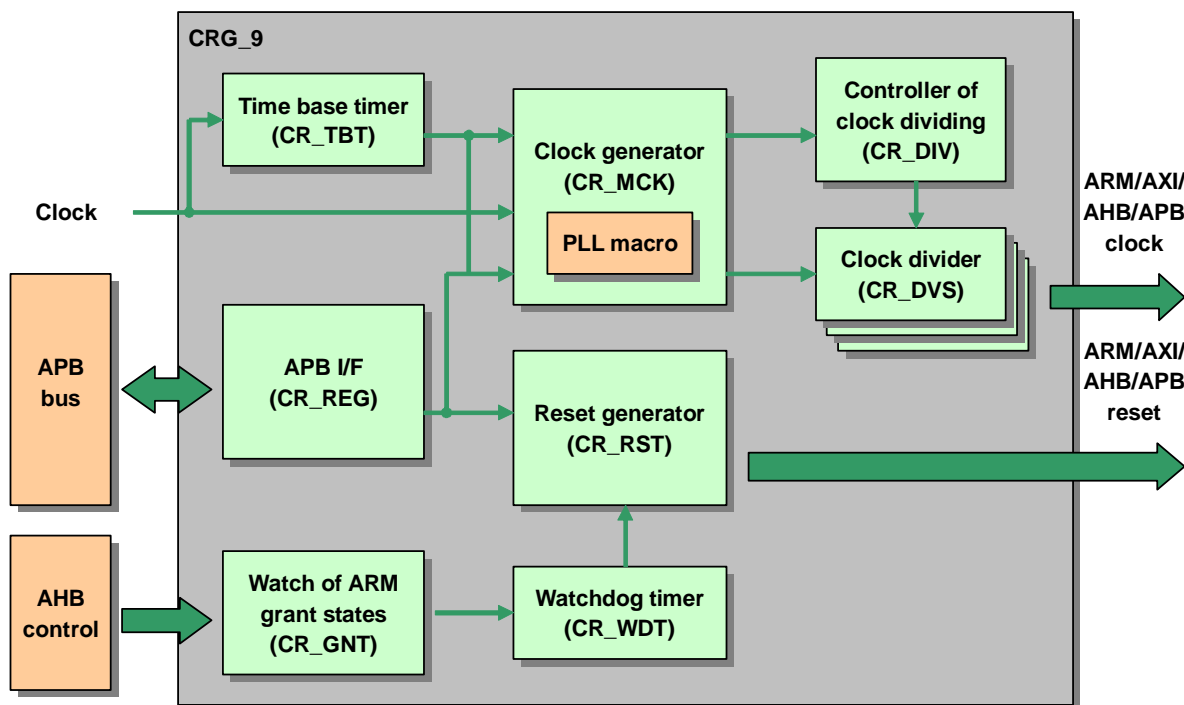 CRG_9
Time base timer
(CR_TBT)
Clock generator
(CR_MCK)
PLL macro
Controller of
clock dividing
(CR_DIV)
Clock
Clock divider
(CR_DVS)
ARM/AXI/
AHB/APB
clock
APB
bus
APB I/F
(CR_REG)
Reset generator
(CR_RST)
ARM/AXI/
AHB/APB
reset
AHB
control
Watch of ARM
grant states
(CR_GNT)
Watchdog timer
(CR_WDT)